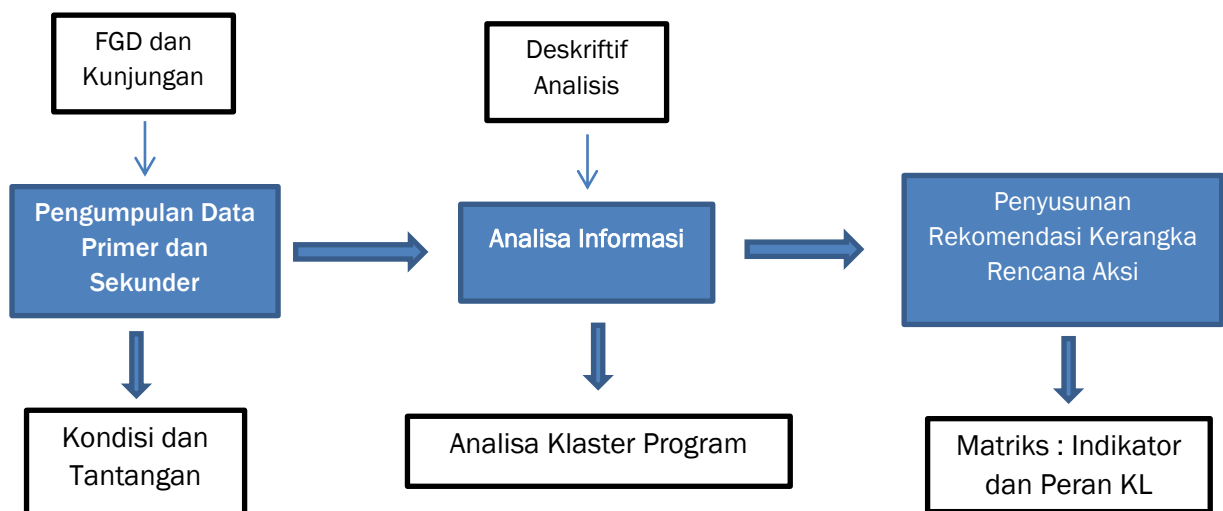 FGD dan
Kunjungan
Deskriftif
Analisis
Pengumpulan Data
Primer dan
Sekunder
Analisa Informasi
Penyusunan
Rekomendasi Kerangka
Rencana Aksi
Kondisi dan
Tantangan
Analisa Klaster Program
Matriks : Indikator
dan Peran KL